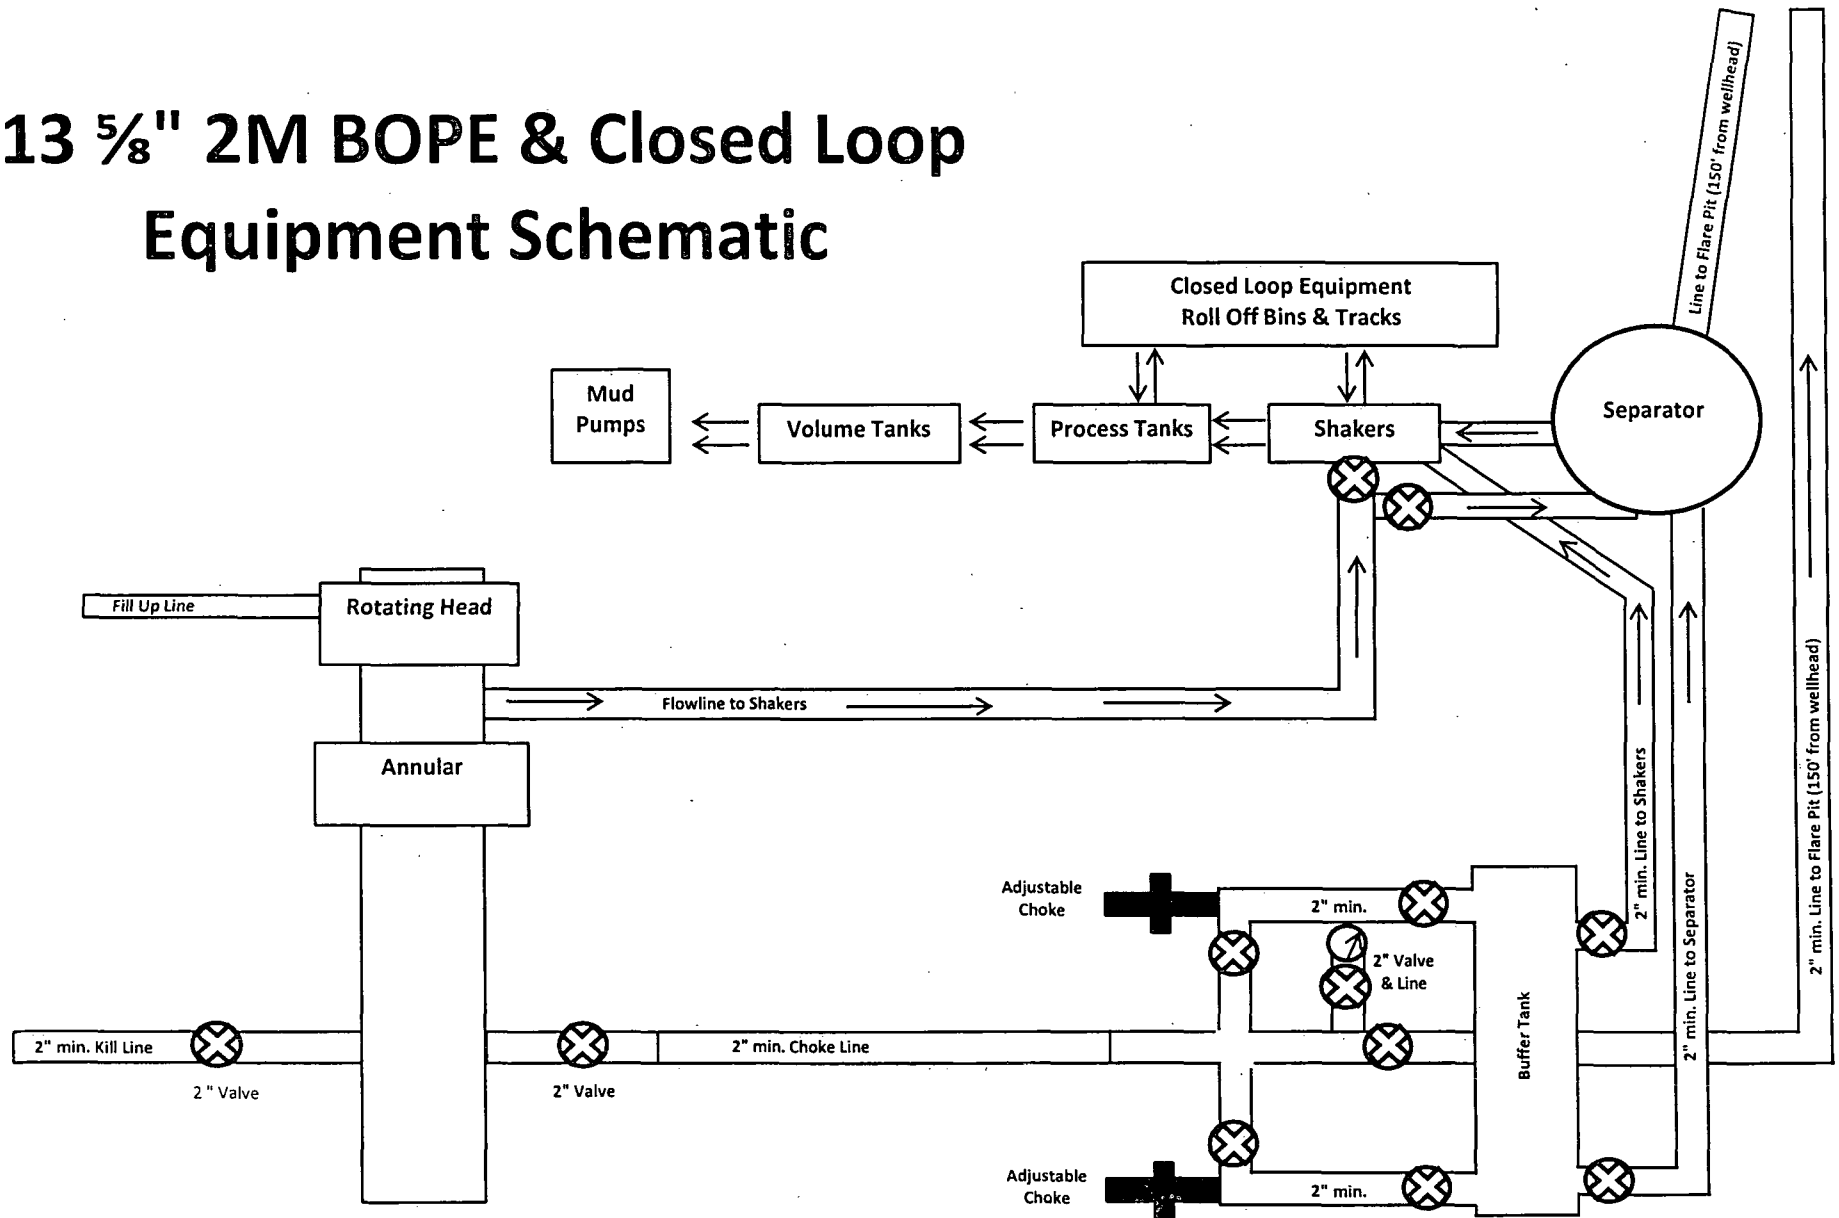 13 ⅝" 2M BOPE & Closed Loop
Equipment Schematic
Line to Flare Pit (150' from wellhead)
Closed Loop Equipment
Roll Off Bins & Tracks
Mud
Pumps
Volume Tanks
Process Tanks
Shakers
Separator
Fill Up Line
Rotating Head
Flowline to Shakers
Annular
2" min. Line to Shakers
2" min. Line to Separator
2" min. Line to Flare Pit (150' from wellhead)
Adjustable
Choke
2" min.
2" Valve
& Line
Buffer Tank
2" min. Kill Line
2" min. Choke Line
2 " Valve
2" Valve
Adjustable
Choke
2" min.